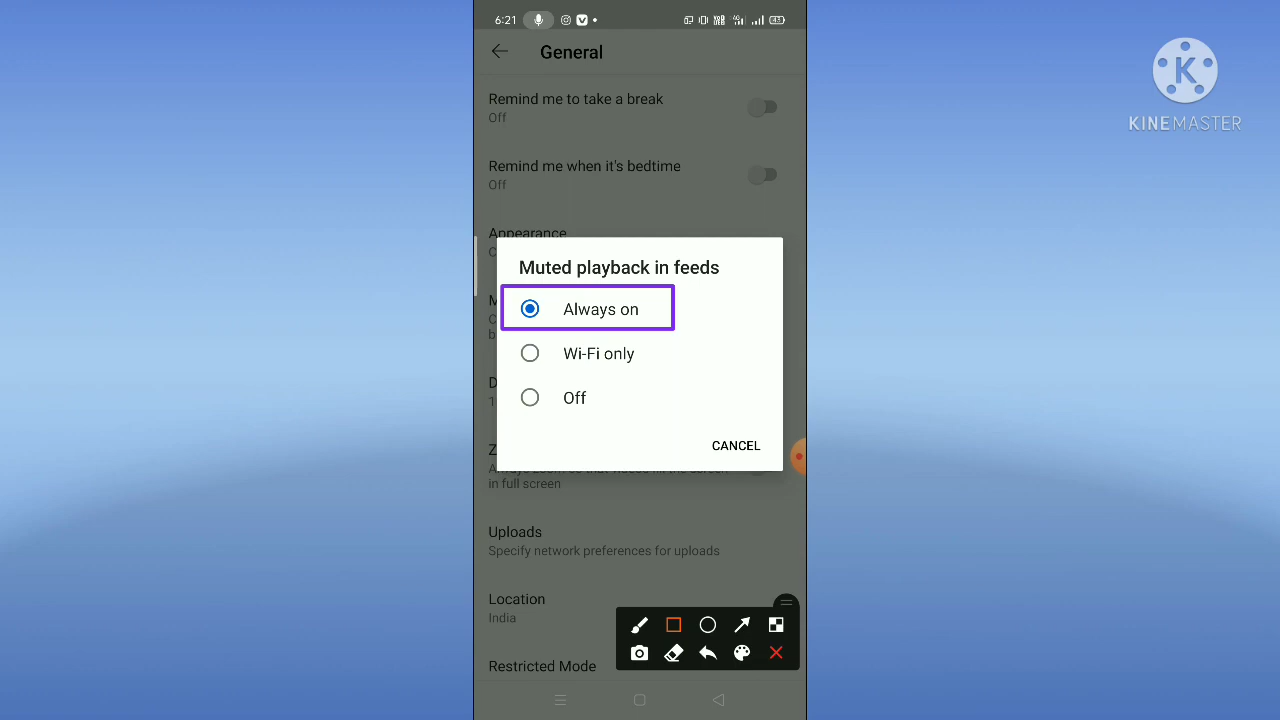 6:21
General
KINEMASTER
Remind me to take a break
Off
Remind me when it's bedtime
Off
Appearance
Muted playback in feeds
Always on
Wi-Fi only
Off
CANCEL
in full screen
Uploads
Specify network preferences for uploads
Location
India
Restricted Mode